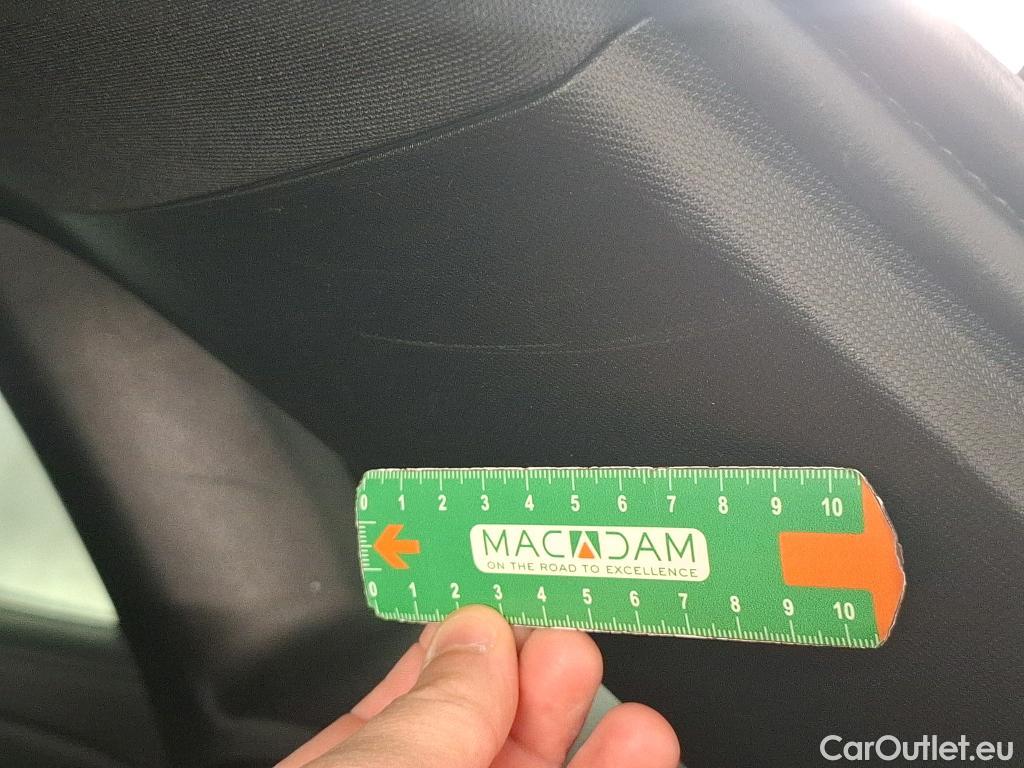 0 1 2 3 4 5 6 7 8 9 10
MACADAM
ON THE ROAD TO EXCELLENCE
0 1 2 3 4 5 6 7 8 9 10
CarOutlet.eu